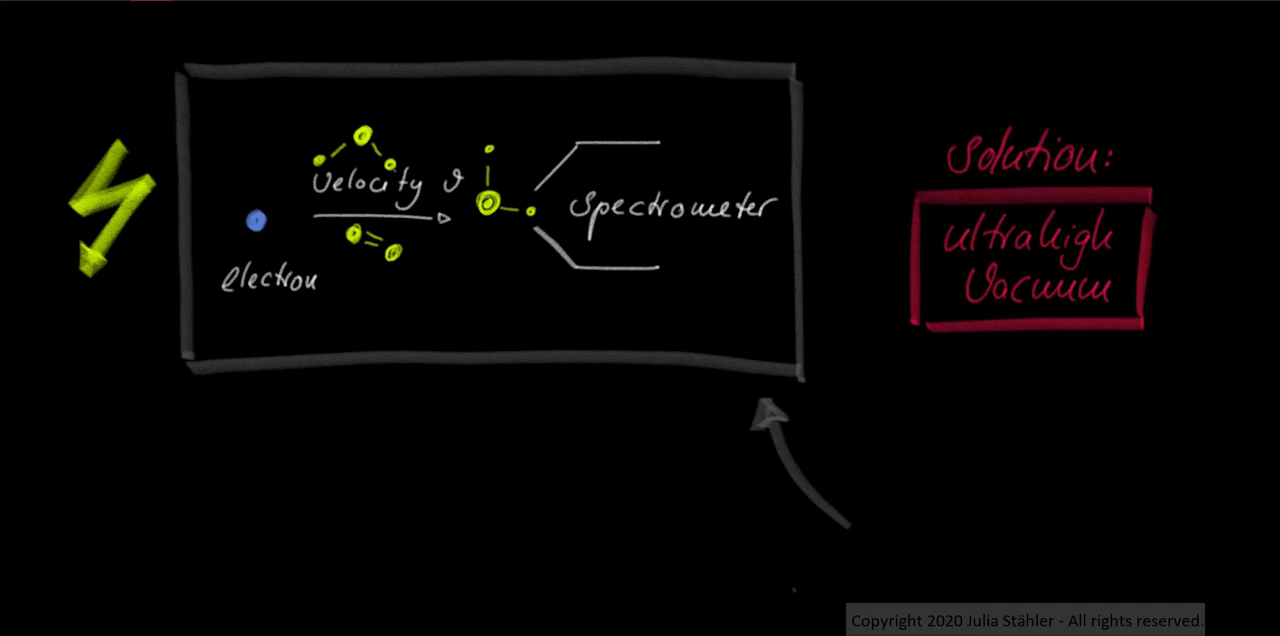 Velocity v
electron
Spectrometer
Solution:
Ultrahigh
Vacuum
Copyright 2020 Julia Stähler - All rights reserved.